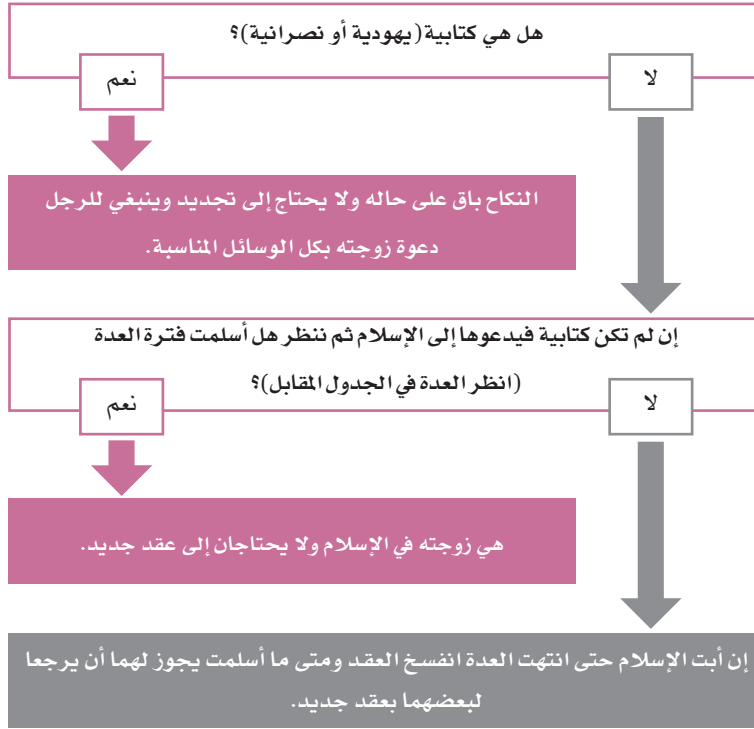 هل هي كتابية (يهودية أو نصرانية)؟
لا
نعم
النكاح باق على حاله ولا يحتاج إلى تجديد وينبغي للرجل
دعوة زوجته بكل الوسائل المناسبة.
إن لم تكن كتابية فيدعوها إلى الإسلام ثم ننظر هل أسلمت فترة العدة
(انظر العدة في الجدول المقابل)؟
لا
نعم
هي زوجته في الإسلام ولا يحتاجان إلى عقد جديد.
إن أبت الإسلام حتى انتهت العدة انفسخ العقد ومتى ما أسلمت يجوز لهما أن يرجعا
لبعضهما بعقد جديد.